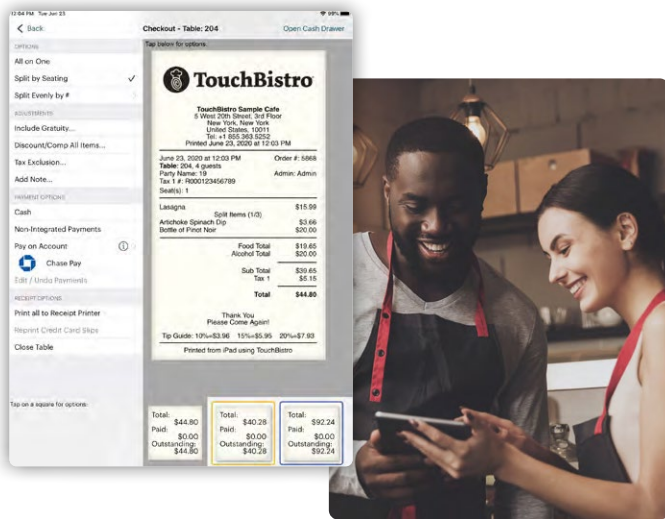 12:04 PM Tue Jun 23
99%
Back
Checkout - Table: 204
Open Cash Drawer
OPTIONS
All on One
Split by Seating
Split Evenly by #
ADJUSTMENTS
Include Gratuity...
Discount/Comp All Items...
Tax Exclusion...
Add Note...
PAYMENT OPTIONS
Cash
Non-Integrated Payments
Pay on Account
Chase Pay
Edit / Undo Payments
RECEIPT OPTIONS
Print all to Receipt Printer
Reprint Credit Card Slips
Close Table
Tap on a square for options.
Tap below for options.
TouchBistro
TouchBistro Sample Cafe
5 West 20th Street, 3rd Floor
New York, New York
United States, 10011
Tel: +1 855.363.5252
Printed June 23, 2020 at 12:03 PM
June 23, 2020 at 12:03 PM Order #: 5868
Table: 204, 4 guests
Party Name: 19 Admin: Admin
Tax 1 #: R000123456789
Seat(s): 1
Lasagna $15.99
Split Items (1/3)
Artichoke Spinach Dip $3.66
Bottle of Pinot Noir $20.00
Food Total $19.65
Alcohol Total $20.00
Sub Total $39.65
Tax 1 $5.15
Total $44.80
Thank You
Please Come Again!
Tip Guide: 10%=$3.96 15%=$5.95 20%=$7.93
Printed from iPad using TouchBistro
Total:
$44.80
Paid:
$0.00
Outstanding:
$44.80
Total:
$40.28
Paid:
$0.00
Outstanding:
$40.28
Total:
$92.24
Paid:
$0.00
Outstanding:
$92.24